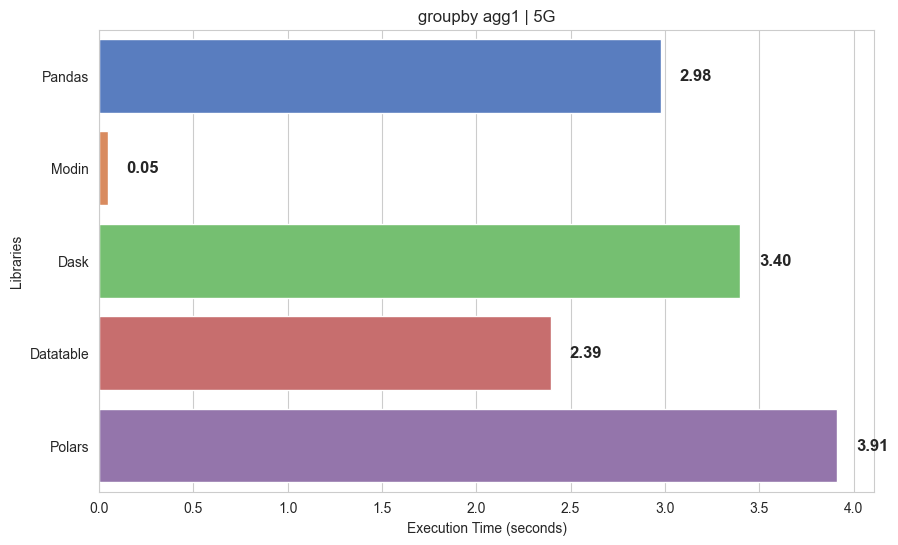 groupby agg1 | 5G
Libraries
Pandas
2.98
Modin
0.05
Dask
3.40
Datatable
2.39
Polars
3.91
0.0 0.5 1.0 1.5 2.0 2.5 3.0 3.5 4.0
Execution Time (seconds)